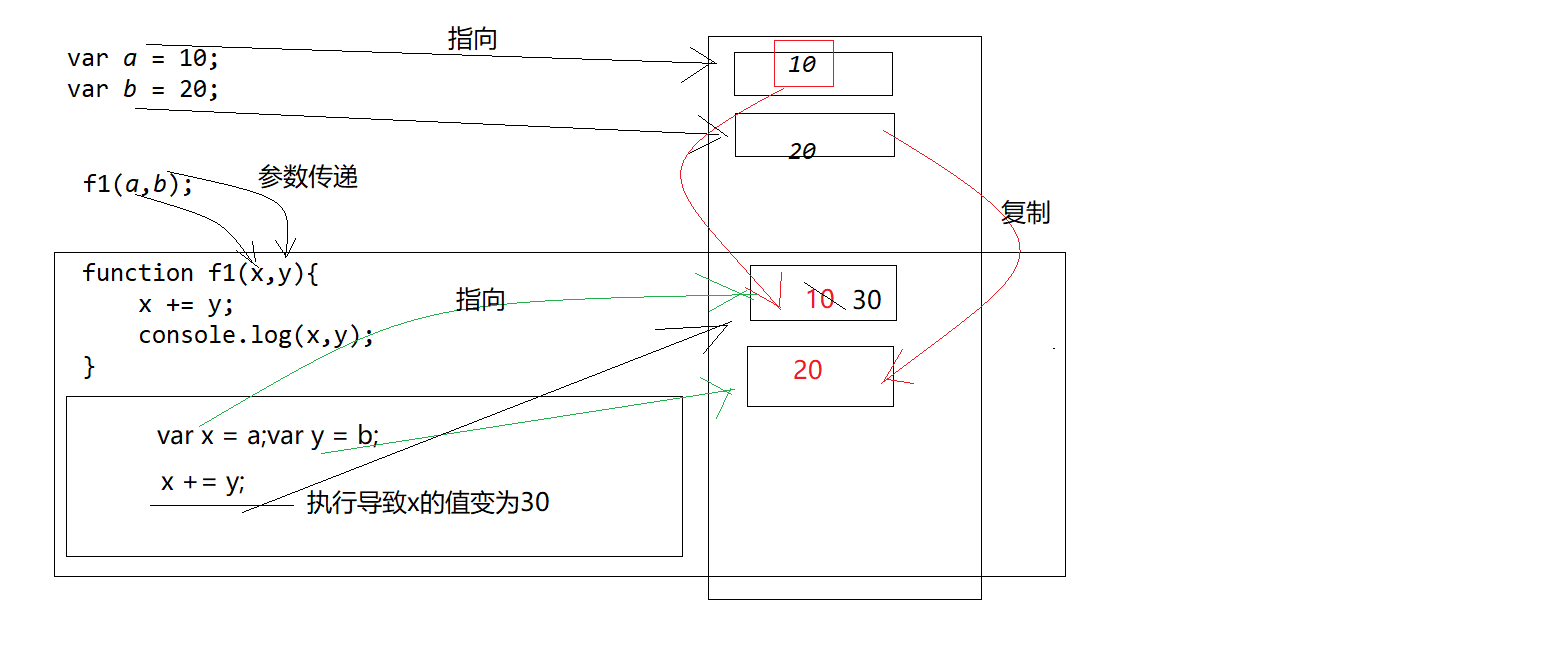 指向
var a = 10;
var b = 20;
10
20
f1(a,b);
参数传递
复制
function f1(x,y){
x += y;
console.log(x,y);
}
指向
10 30
20
var x = a;var y = b;
x += y;
执行导致x的值变为30